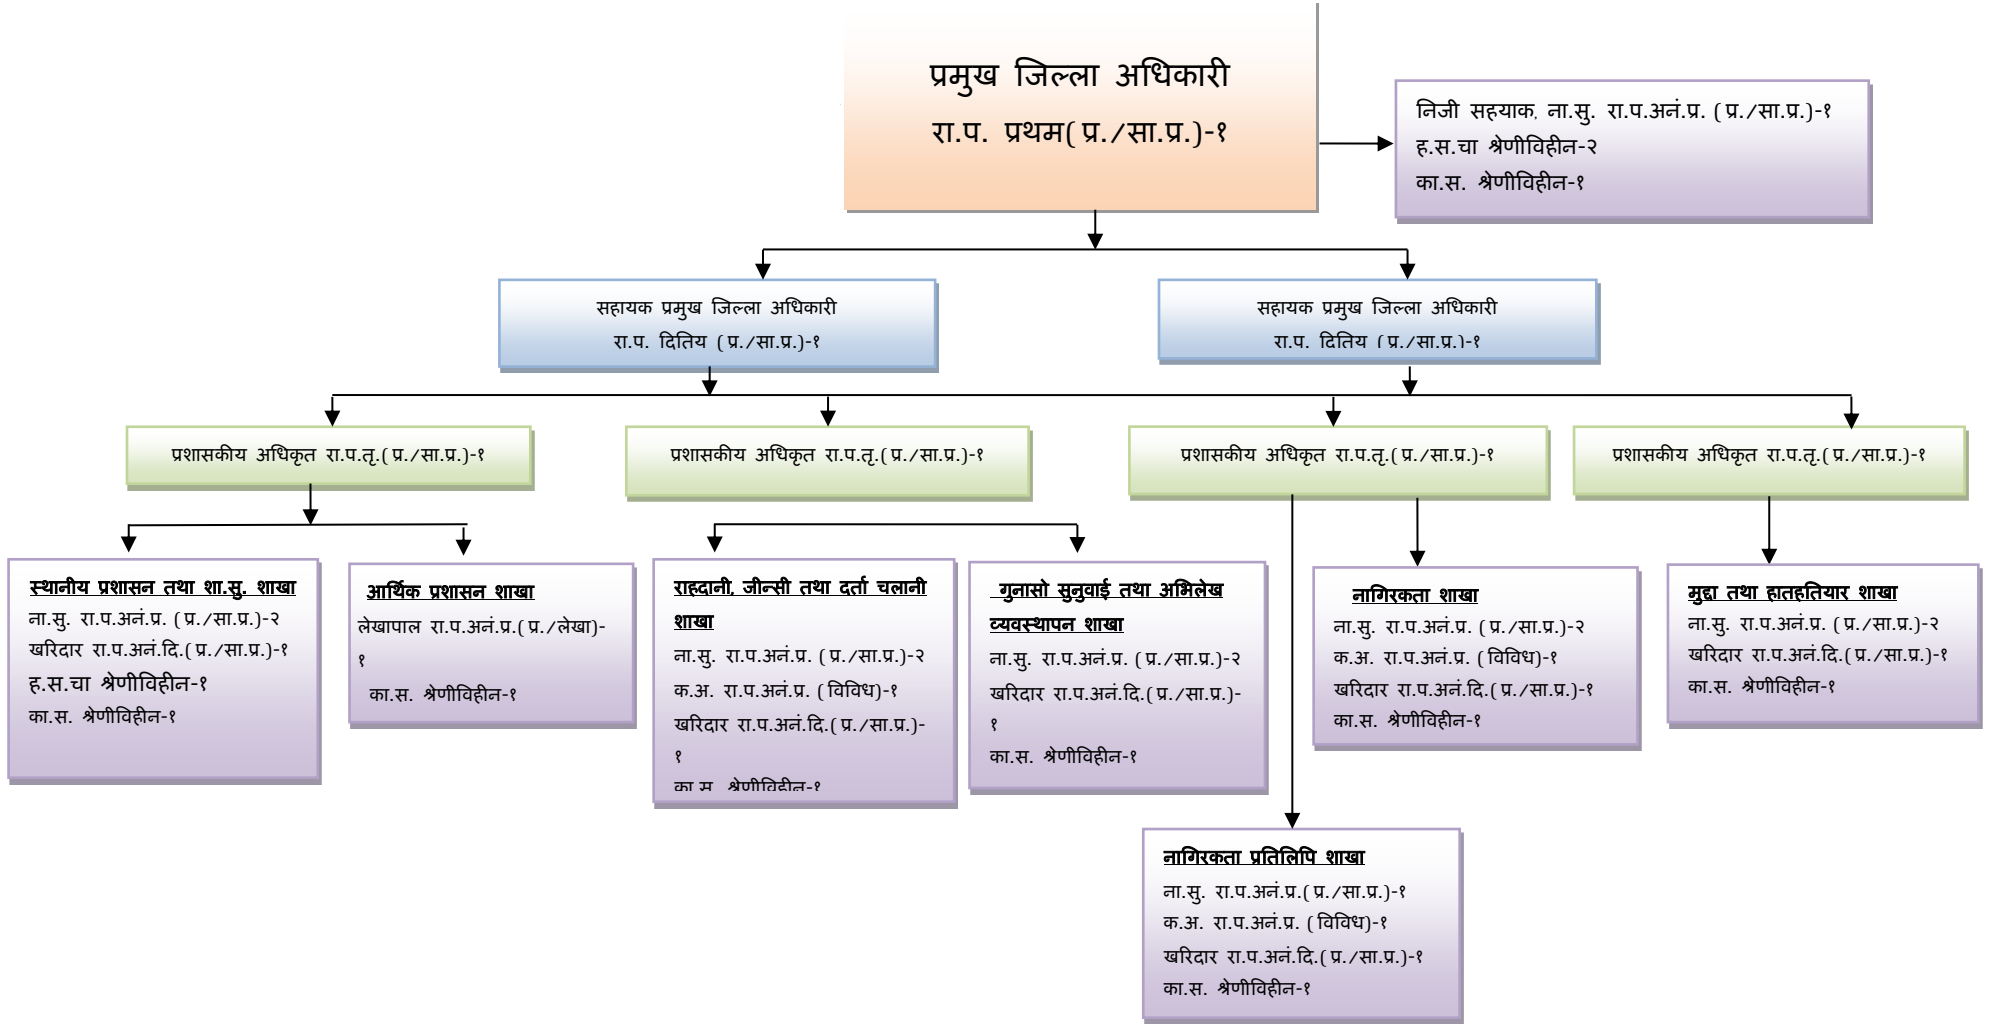 प्रमुख जिल्ला अधिकारी
रा.प. प्रथम(प्र./सा.प्र.)-१
निजी सहयाक, ना.सु. रा.प.अनं.प्र. (प्र./सा.प्र.)-१
ह.स.चा श्रेणीविहीन-२
का.स. श्रेणीविहीन-१
सहायक प्रमुख जिल्ला अधिकारी
रा.प. दितिय (प्र./सा.प्र.)-१
सहायक प्रमुख जिल्ला अधिकारी
रा.प. दितिय (प्र./सा.प्र.)-१
प्रशासकीय अधिकृत रा.प.तृ.(प्र./सा.प्र.)-१
प्रशासकीय अधिकृत रा.प.तृ.(प्र./सा.प्र.)-१
प्रशासकीय अधिकृत रा.प.तृ.(प्र./सा.प्र.)-१
प्रशासकीय अधिकृत रा.प.तृ.(प्र./सा.प्र.)-१
स्थानीय प्रशासन तथा शा.सु. शाखा
ना.सु. रा.प.अनं.प्र. (प्र./सा.प्र.)-२
खरिदार रा.प.अनं.दि.(प्र./सा.प्र.)-१
ह.स.चा श्रेणीविहीन-१
का.स. श्रेणीविहीन-१
आर्थिक प्रशासन शाखा
लेखापाल रा.प.अनं.प्र.(प्र./लेखा)-
१
का.स. श्रेणीविहीन-१
राहदानी, जीन्सी तथा दर्ता चलानी
शाखा
ना.सु. रा.प.अनं.प्र. (प्र./सा.प्र.)-२
क.अ. रा.प.अनं.प्र. (विविध)-१
खरिदार रा.प.अनं.दि.(प्र./सा.प्र.)-
१
का.स. श्रेणीविहीन-१
गुनासो सुनुवाई तथा अभिलेख
व्यवस्थापन शाखा
ना.सु. रा.प.अनं.प्र. (प्र./सा.प्र.)-२
खरिदार रा.प.अनं.दि.(प्र./सा.प्र.)-
१
का.स. श्रेणीविहीन-१
नागिरकता शाखा
ना.सु. रा.प.अनं.प्र. (प्र./सा.प्र.)-२
क.अ. रा.प.अनं.प्र. (विविध)-१
खरिदार रा.प.अनं.दि.(प्र./सा.प्र.)-१
का.स. श्रेणीविहीन-१
मुद्दा तथा हातहतियार शाखा
ना.सु. रा.प.अनं.प्र. (प्र./सा.प्र.)-२
खरिदार रा.प.अनं.दि.(प्र./सा.प्र.)-१
का.स. श्रेणीविहीन-१
नागिरकता प्रतिलिपि शाखा
ना.सु. रा.प.अनं.प्र.(प्र./सा.प्र.)-१
क.अ. रा.प.अनं.प्र. (विविध)-१
खरिदार रा.प.अनं.दि.(प्र./सा.प्र.)-१
का.स. श्रेणीविहीन-१